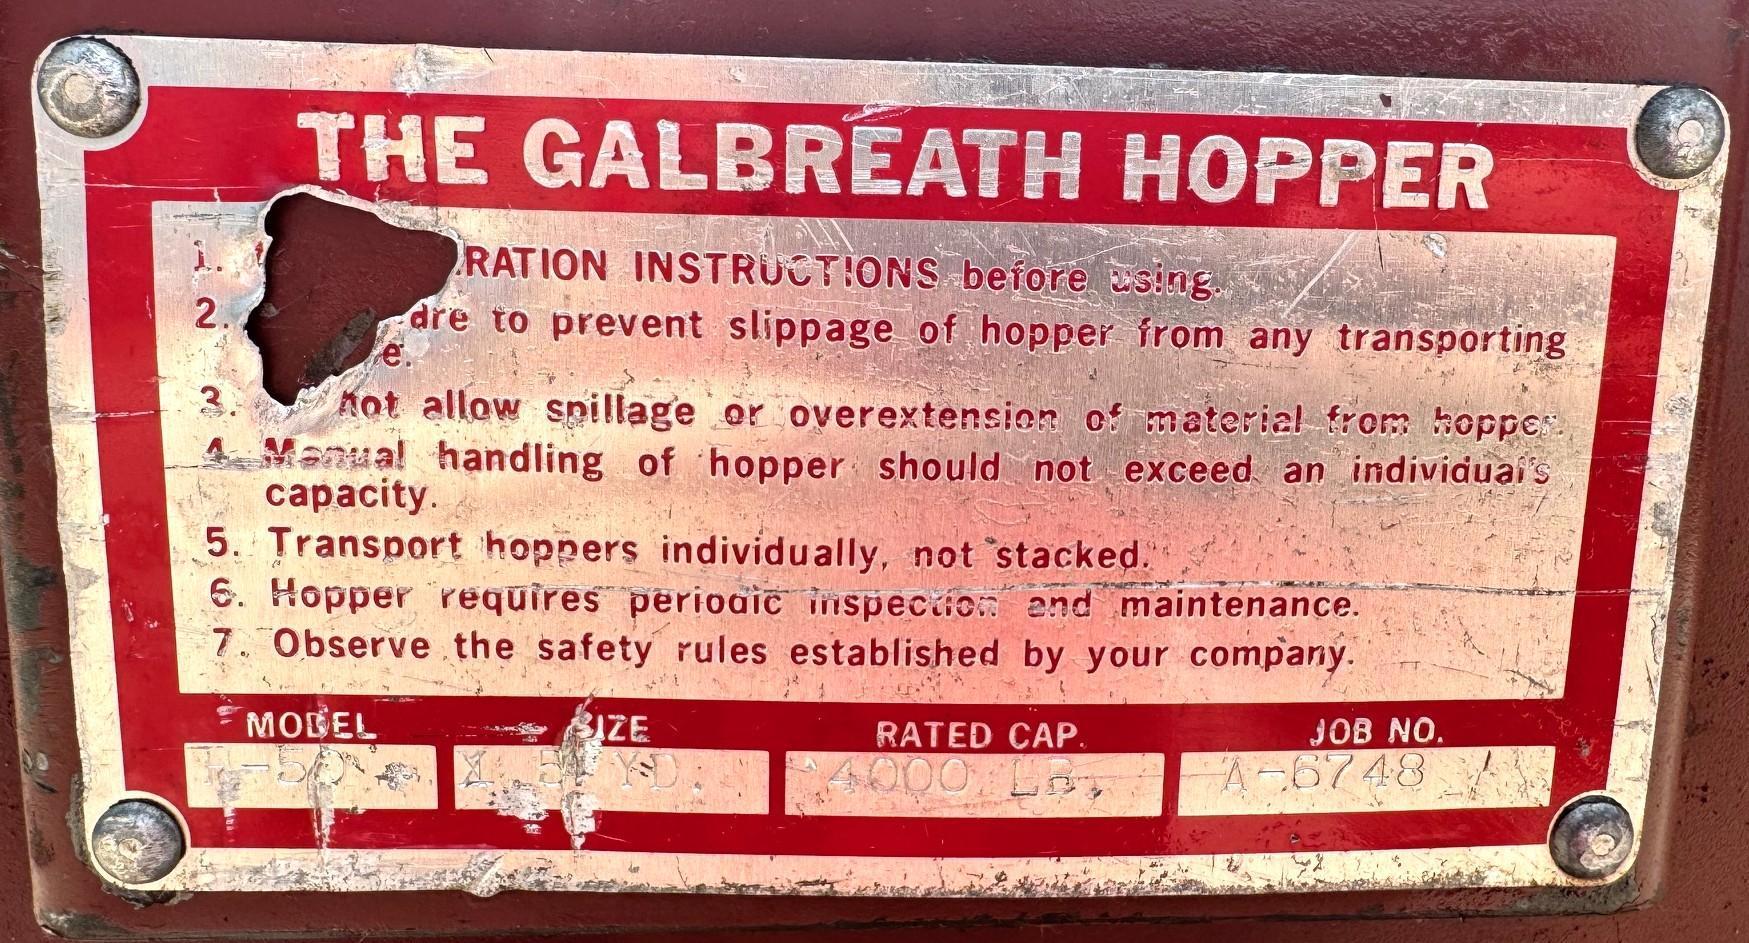 THE GALBREATH HOPPER
1. RATION INSTRUCTIONS before using.
2. to prevent slippage of hopper from any transporting
e.
3. not allow spillage or overextension of material from hopper.
4. Manual handling of hopper should not exceed an individual's
capacity.
5. Transport hoppers individually, not stacked.
6. Hopper requires periodic inspection and maintenance.
7. Observe the safety rules established by your company.
MODEL SIZE RATED CAP. JOB NO.
-50 YD. 4000 LB. A-6748